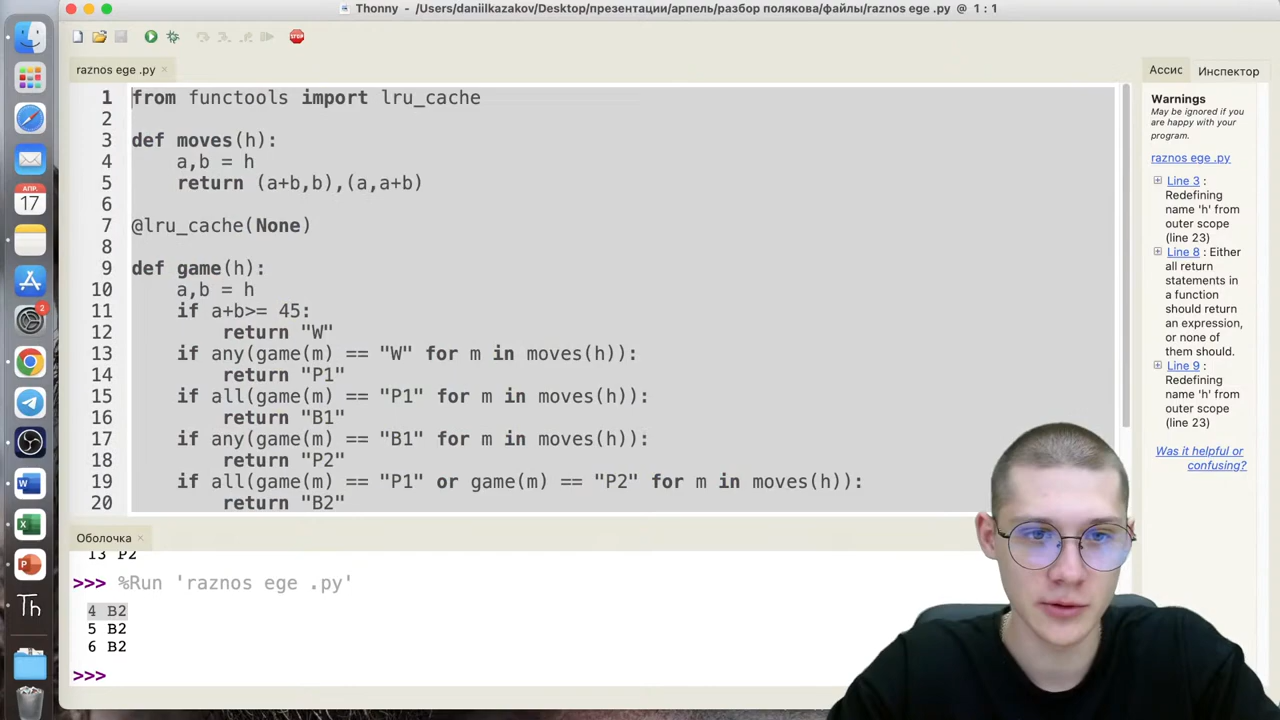 Thonny - /Users/daniilkazakov/Desktop/презентации/арпель/разбор полякова/файлы/raznos ege .py @ 1 : 1
STOP
raznos ege .py ×
Ассис
Инспектор
1 from functools import lru_cache
2
3 def moves(h):
4 a,b = h
5 return (a+b,b),(a,a+b)
6
7 @lru_cache(None)
8
9 def game(h):
10 a,b = h
11 if a+b>= 45:
12 return "W"
13 if any(game(m) == "W" for m in moves(h)):
14 return "P1"
15 if all(game(m) == "P1" for m in moves(h)):
16 return "B1"
17 if any(game(m) == "B1" for m in moves(h)):
18 return "P2"
19 if all(game(m) == "P1" or game(m) == "P2" for m in moves(h)):
20 return "B2"
Оболочка ×
13 P2
>>> %Run 'raznos ege .py'
4 B2
5 B2
6 B2
>>>
Warnings
May be ignored if you
are happy with your
program.
raznos ege .py
Line 3 :
Redefining
name 'h' from
outer scope
(line 23)
Line 8 : Either
all return
statements in
a function
should return
an expression,
or none of
them should.
Line 9 :
Redefining
name 'h' from
outer scope
(line 23)
Was it helpful or
confusing?
АПР.
17
2
W
X
P
Th